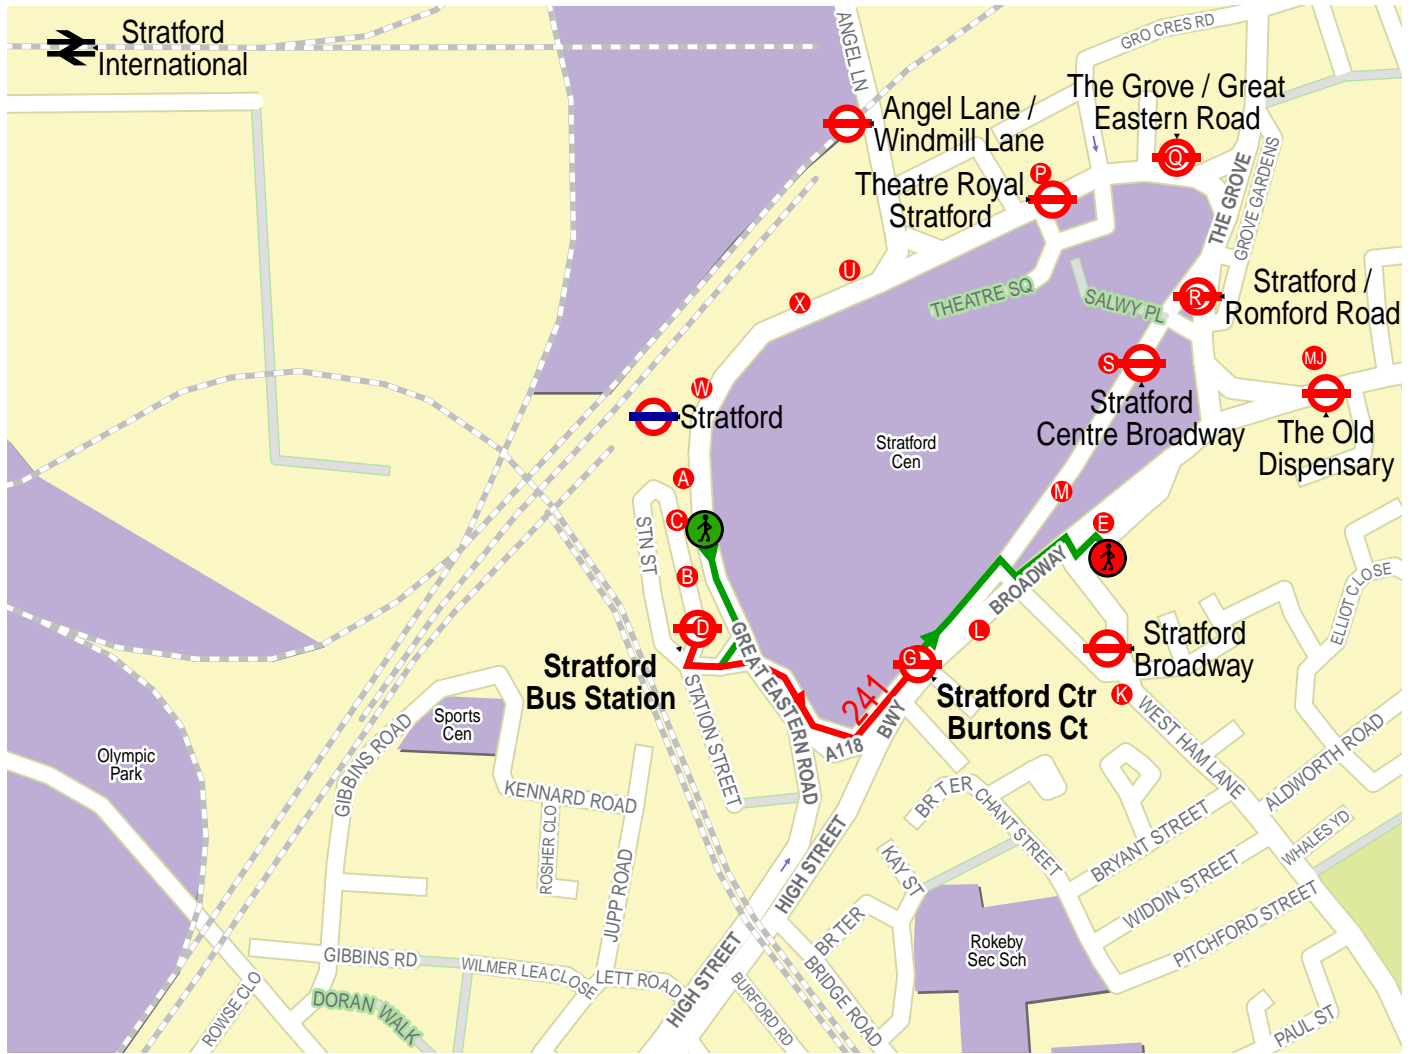 Stratford
International
ANGEL LN
GRO CRES RD
The Grove / Great
Eastern Road
Angel Lane /
Windmill Lane
Q
P
Theatre Royal
Stratford
THE GROVE
GROVE GARDENS
U
X
THEATRE SQ
SALWY PL
R
Stratford /
Romford Road
MJ
S
W
Stratford
Stratford
Centre Broadway
The Old
Dispensary
Stratford
Cen
A
C
M
E
STN ST
B
BROADWAY
ELLIOT CLOSE
D
L
G
Stratford
Broadway
K
Stratford
Bus Station
GREAT EASTERN ROAD
STATION STREET
241
BWY
A118
Stratford Ctr
Burtons Ct
WEST HAM LANE
Sports
Cen
Olympic
Park
GIBBINS ROAD
KENNARD ROAD
ROSHER CLO
JUPP ROAD
HIGH STREET
BR TER
CHANT STREET
KAY ST
BRYANT STREET
ALDWORTH ROAD
WHALES YD
WIDDIN STREET
PITCHFORD STREET
BR TER
BRIDGE ROAD
Rokeby
Sec Sch
GIBBINS RD
WILMER LEA CLOSE
LETT ROAD
HIGH STREET
BURFORD RD
ROWSE CLO
DORAN WALK
PAUL ST